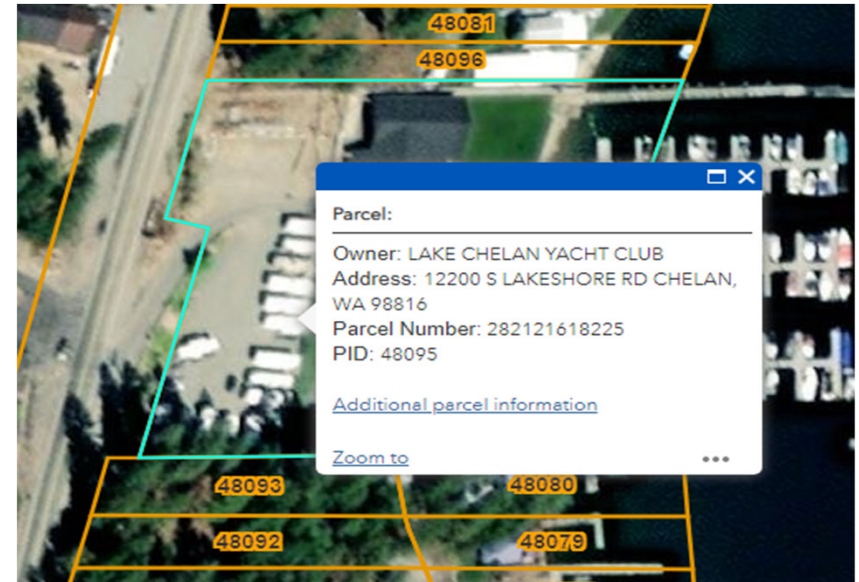 48081
48096
Parcel:
Owner: LAKE CHELAN YACHT CLUB
Address: 12200 S LAKESHORE RD CHELAN,
WA 98816
Parcel Number: 282121618225
PID: 48095
Additional parcel information
Zoom to
48093
48080
48092
48079